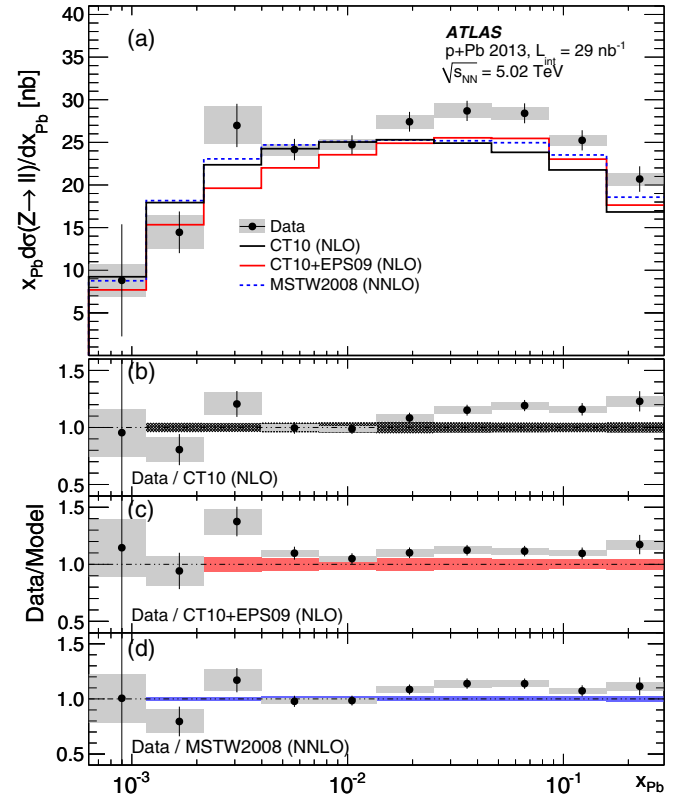 (a)
ATLAS
p+Pb 2013, L_int = 29 nb⁻¹
√s_NN = 5.02 TeV
x_Pb dσ(Z→ ll)/dx_Pb [nb]
40
35
30
25
20
15
10
5
Data
CT10 (NLO)
CT10+EPS09 (NLO)
MSTW2008 (NNLO)
Data/Model
(b)
1.5
1.0
0.5
Data / CT10 (NLO)
(c)
1.5
1.0
0.5
Data / CT10+EPS09 (NLO)
(d)
1.5
1.0
0.5
Data / MSTW2008 (NNLO)
10⁻³
10⁻²
10⁻¹
x_Pb